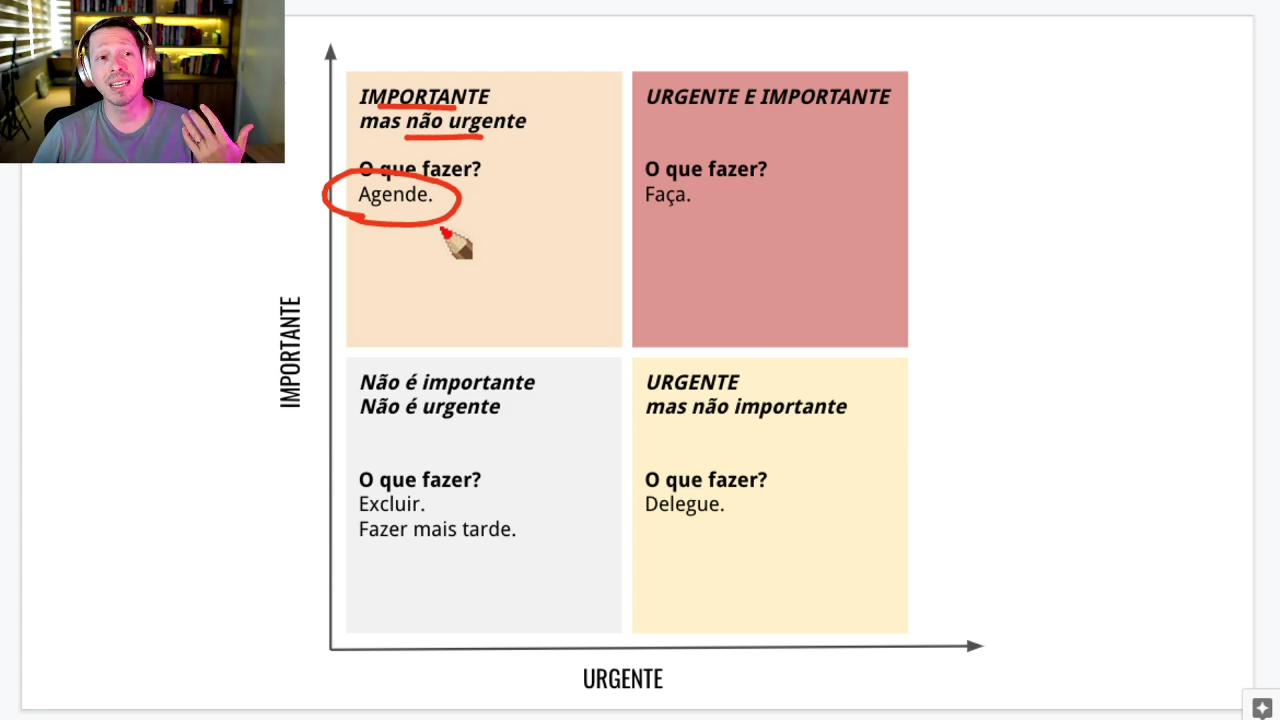 IMPORTANTE
mas não urgente
O que fazer?
Agende.
URGENTE E IMPORTANTE
O que fazer?
Faça.
IMPORTANTE
Não é importante
Não é urgente
O que fazer?
Excluir.
Fazer mais tarde.
URGENTE
mas não importante
O que fazer?
Delegue.
URGENTE